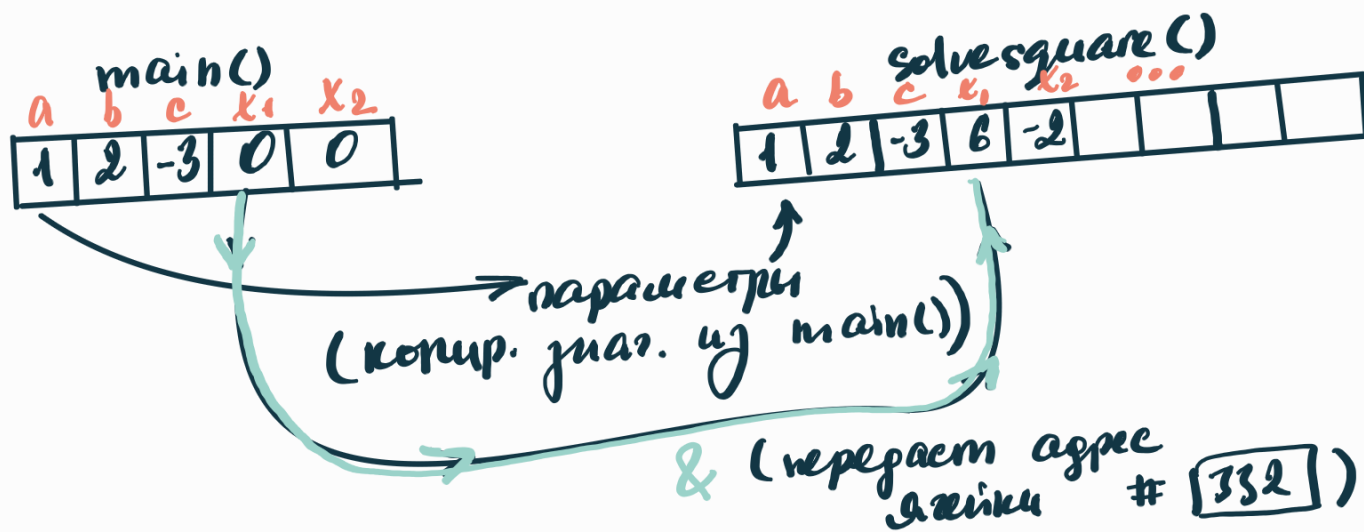 main()
a b c x₁ x₂
1 2 -3 0 0
solvesquare()
a b c x₁ x₂ ...
1 2 -3 6 -2
параметры
(копир. знач. из main())
& (передаст адрес
ячейки # 332)